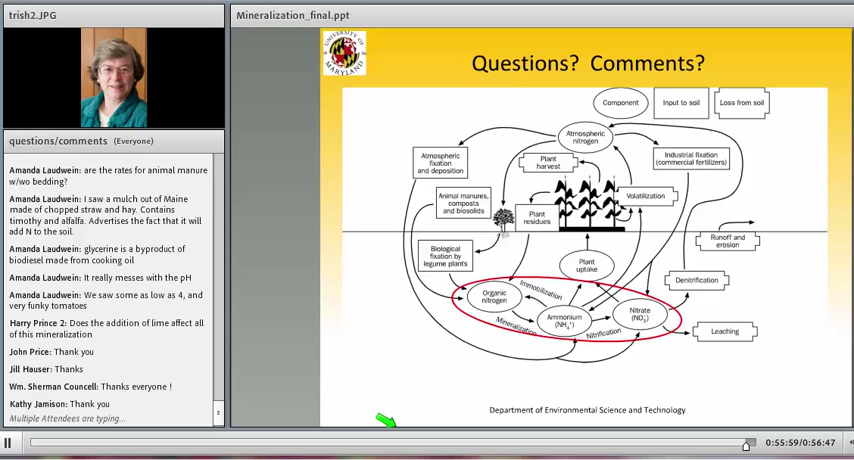 trish2.JPG
questions/comments (Everyone)
Amanda Laudwein: are the rates for animal manure
w/wo bedding?
Amanda Laudwein: I saw a mulch out of Maine
made of chopped straw and hay. Contains
timothy and alfalfa. Advertises the fact that it will
add N to the soil.
Amanda Laudwein: glycerine is a byproduct of
biodiesel made from cooking oil
Amanda Laudwein: It really messes with the pH
Amanda Laudwein: We saw some as low as 4, and
very funky tomatoes
Harry Prince 2: Does the addition of lime affect all
of this mineralization
John Price: Thank you
Jill Hauser: Thanks
Wm. Sherman Councell: Thanks everyone !
Kathy Jamison: Thank you
Multiple Attendees are typing...
Mineralization_final.ppt
UNIVERSITY OF
MARYLAND
Questions? Comments?
Component
Input to soil
Loss from soil
Atmospheric
nitrogen
Atmospheric
fixation
and deposition
Plant
harvest
Industrial fixation
(commercial fertilizers)
Animal manures,
composts
and biosolids
Plant
residues
Volatilization
Runoff and
erosion
Biological
fixation by
legume plants
Plant
uptake
Denitrification
Organic
nitrogen
Immobilization
Ammonium
(NH₄⁺)
Nitrate
(NO₃⁻)
Mineralization
Nitrification
Leaching
Department of Environmental Science and Technology
0:55:59/0:56:47